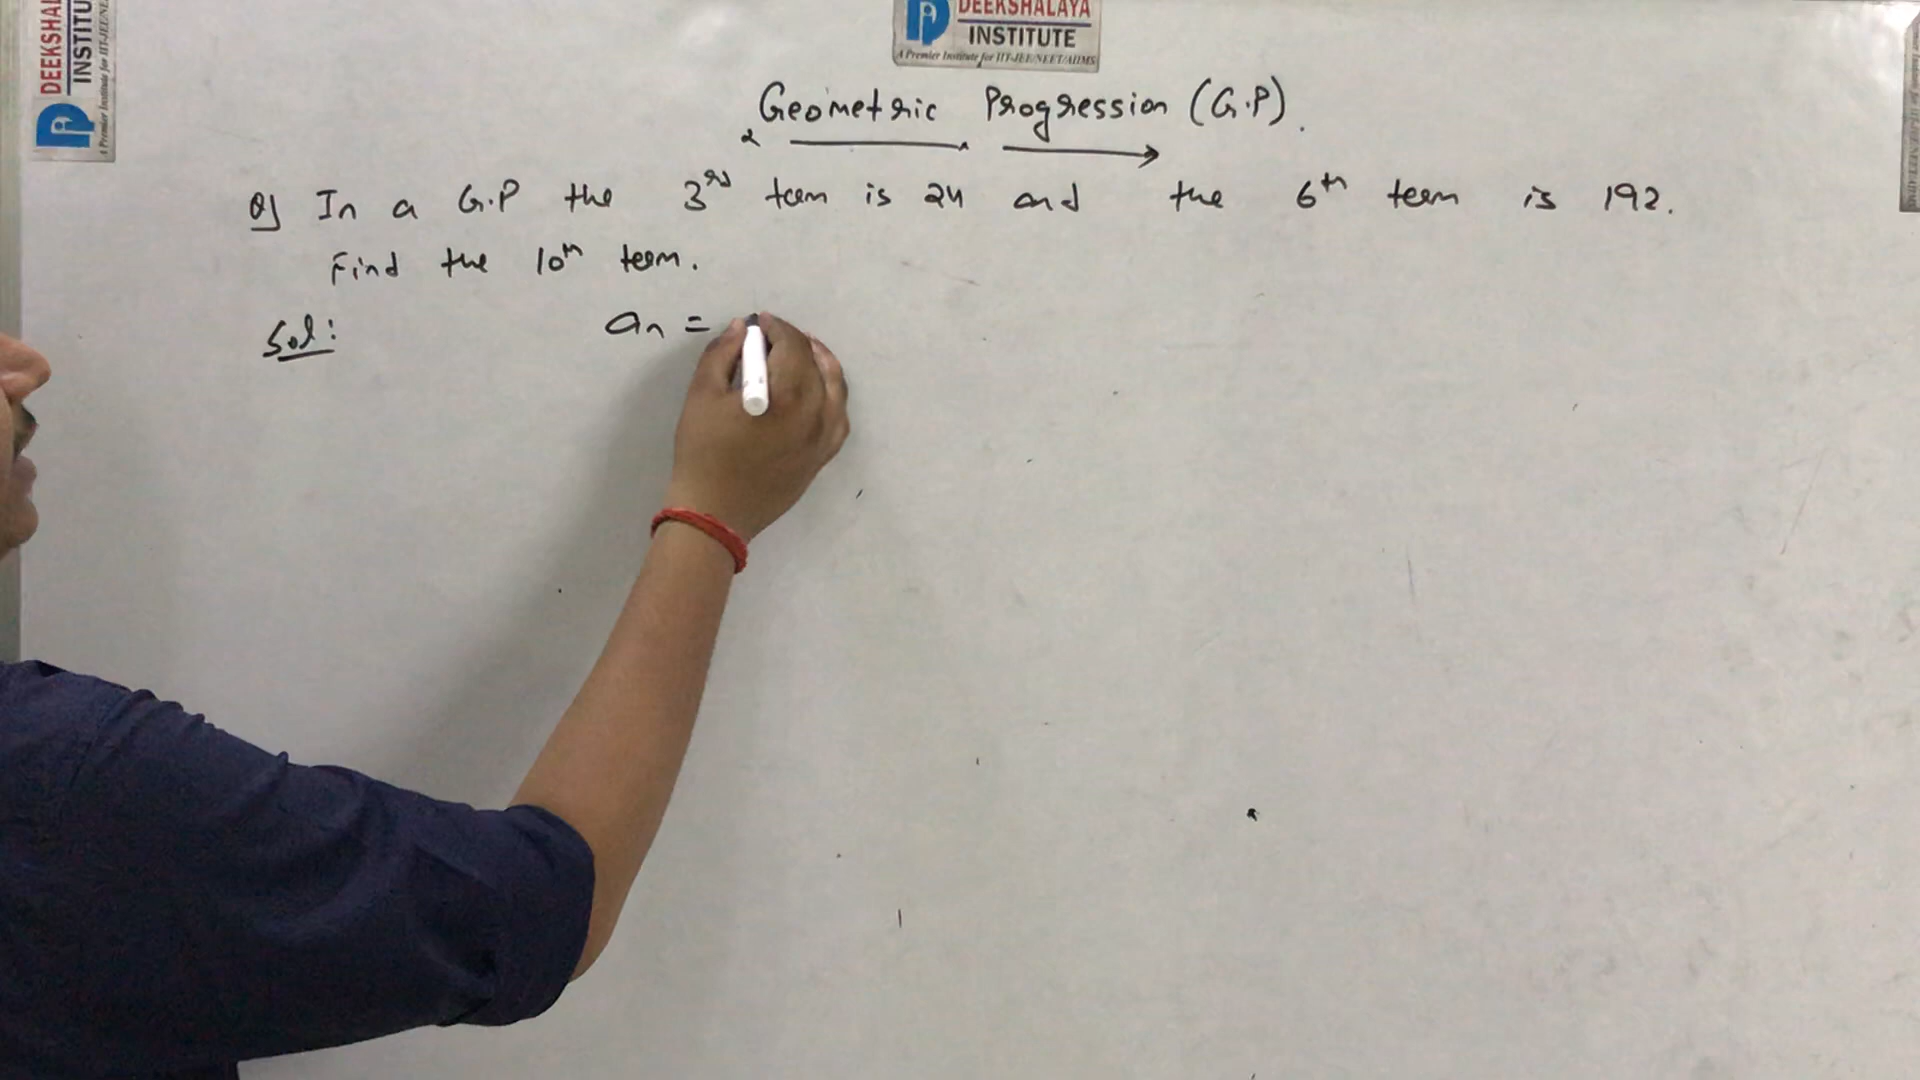 DEEKSHALAYA
INSTITUTE
A Premier Institute for IIT-JEE/NEET/AIIMS
Geometric Progression (G.P).
Q) In a G.P the 3rd term is 24 and the 6th term is 192.
Find the 10th term.
Sol:
an =